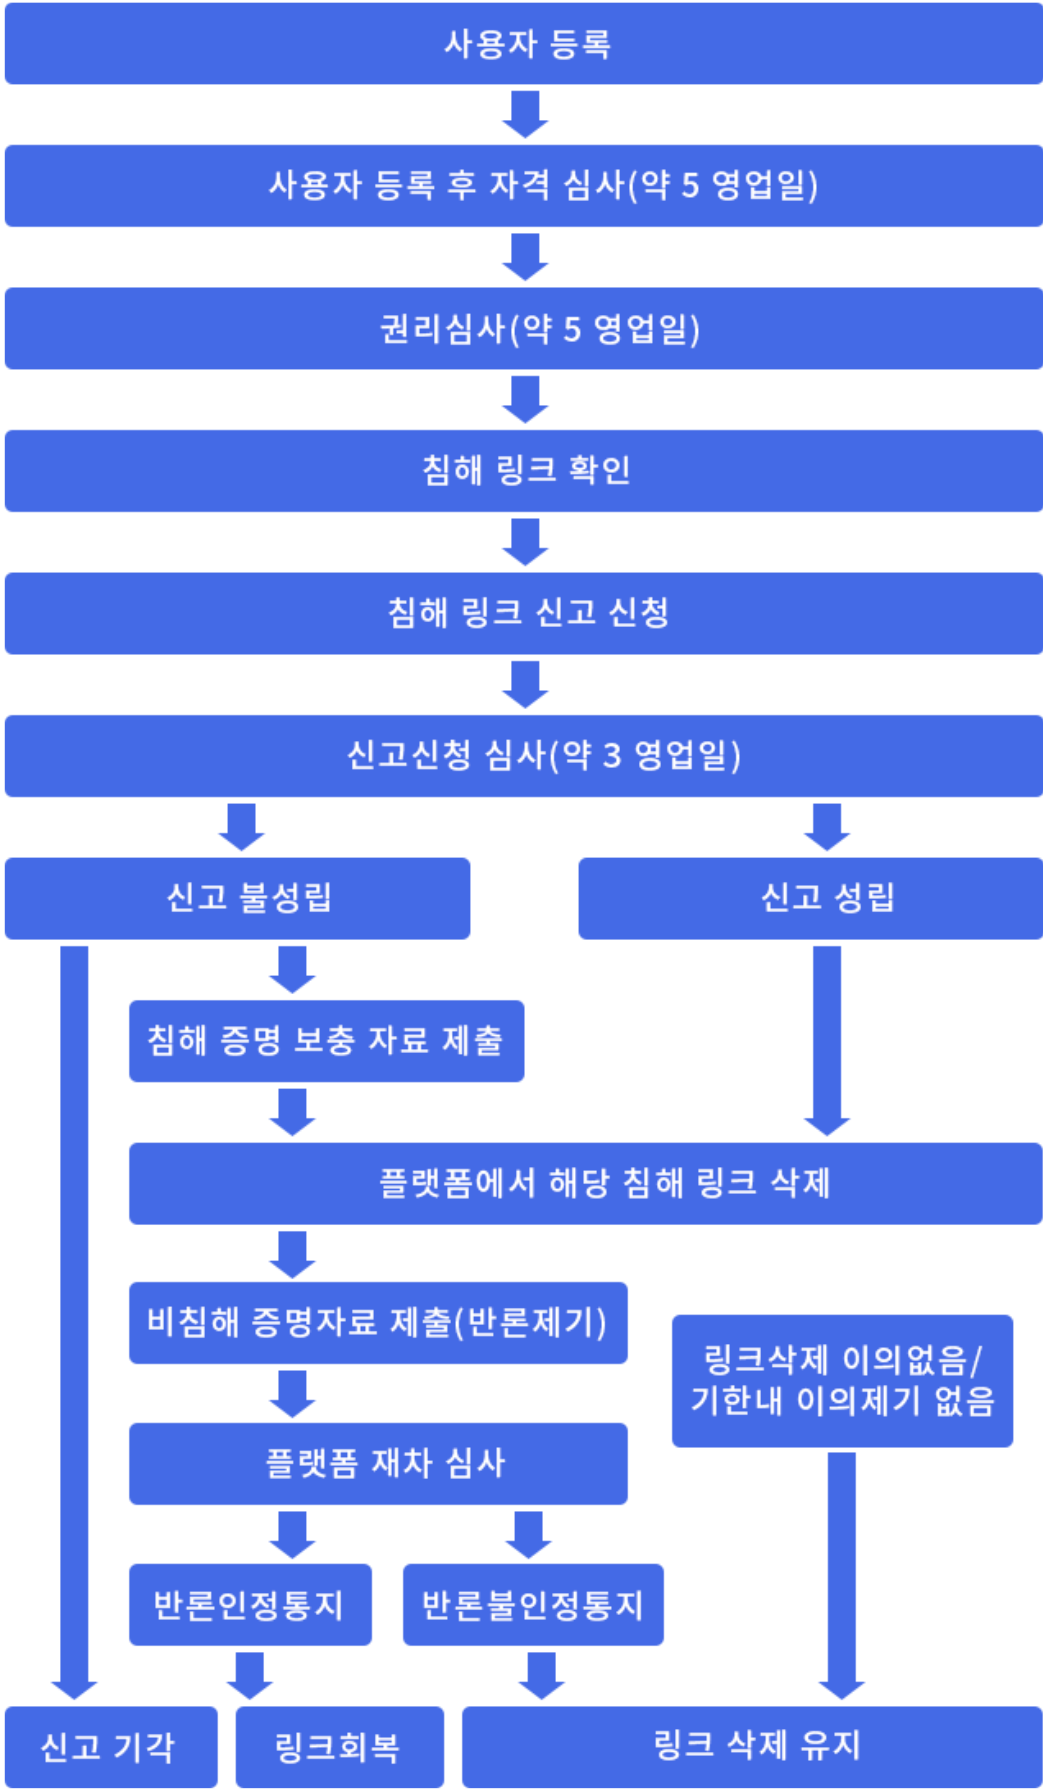 사용자 등록
사용자 등록 후 자격 심사(약 5 영업일)
권리심사(약 5 영업일)
침해 링크 확인
침해 링크 신고 신청
신고신청 심사(약 3 영업일)
신고 불성립
신고 성립
침해 증명 보충 자료 제출
플랫폼에서 해당 침해 링크 삭제
비침해 증명자료 제출(반론제기)
링크삭제 이의없음/
기한내 이의제기 없음
플랫폼 재차 심사
반론인정통지
반론불인정통지
신고 기각
링크회복
링크 삭제 유지